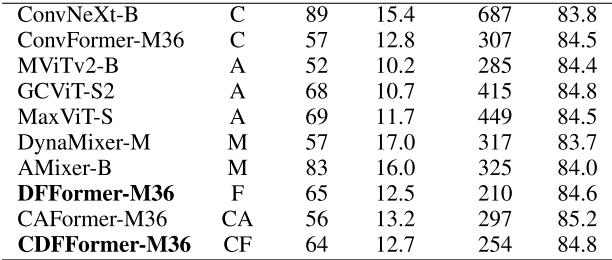 ConvNeXt-B C 89 15.4 687 83.8
ConvFormer-M36 C 57 12.8 307 84.5
MViTv2-B A 52 10.2 285 84.4
GCViT-S2 A 68 10.7 415 84.8
MaxViT-S A 69 11.7 449 84.5
DynaMixer-M M 57 17.0 317 83.7
AMixer-B M 83 16.0 325 84.0
DFFormer-M36 F 65 12.5 210 84.6
CAFormer-M36 CA 56 13.2 297 85.2
CDFFormer-M36 CF 64 12.7 254 84.8